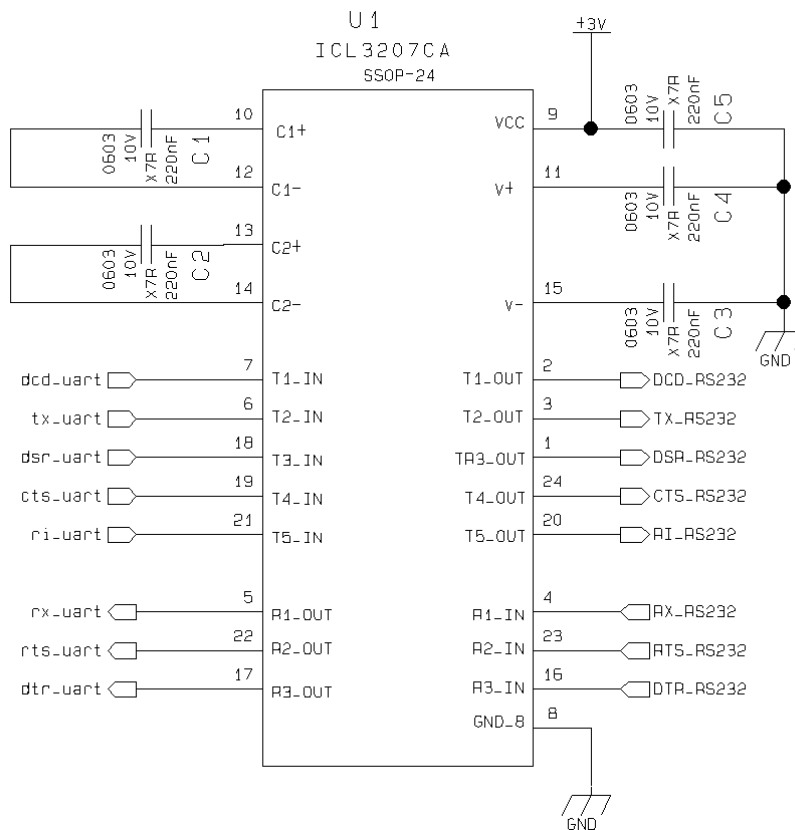 U1
ICL3207CA
SSOP-24
+3V
10
C1+
VCC
9
0603
10V
X7R
220nF
C1
0603
10V
X7R
220nF
C5
12
C1-
V+
11
0603
10V
X7R
220nF
C4
13
C2+
0603
10V
X7R
220nF
C2
14
C2-
V-
15
0603
10V
X7R
220nF
C3
GND
dcd_uart 7 T1_IN T1_OUT 2 DCD_RS232
tx_uart 6 T2_IN T2_OUT 3 TX_RS232
dsr_uart 18 T3_IN TR3_OUT 1 DSR_RS232
cts_uart 19 T4_IN T4_OUT 24 CTS_RS232
ri_uart 21 T5_IN T5_OUT 20 RI_RS232
rx_uart 5 R1_OUT R1_IN 4 RX_RS232
rts_uart 22 R2_OUT R2_IN 23 RTS_RS232
dtr_uart 17 R3_OUT R3_IN 16 DTR_RS232
GND_8 8
GND